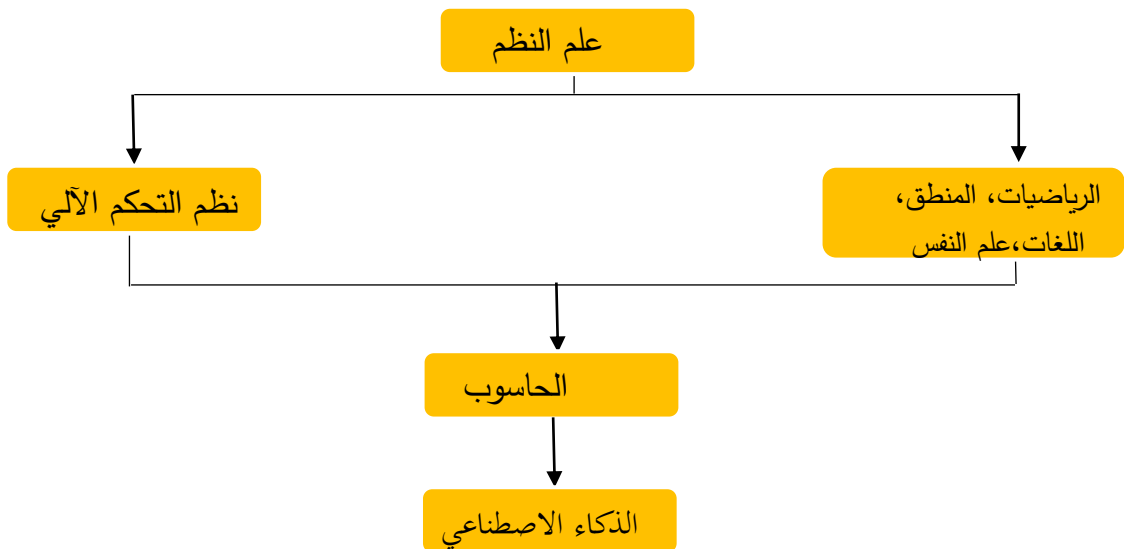 علم النظم
الرياضيات، المنطق،
اللغات،علم النفس
نظم التحكم الآلي
الحاسوب
الذكاء الاصطناعي